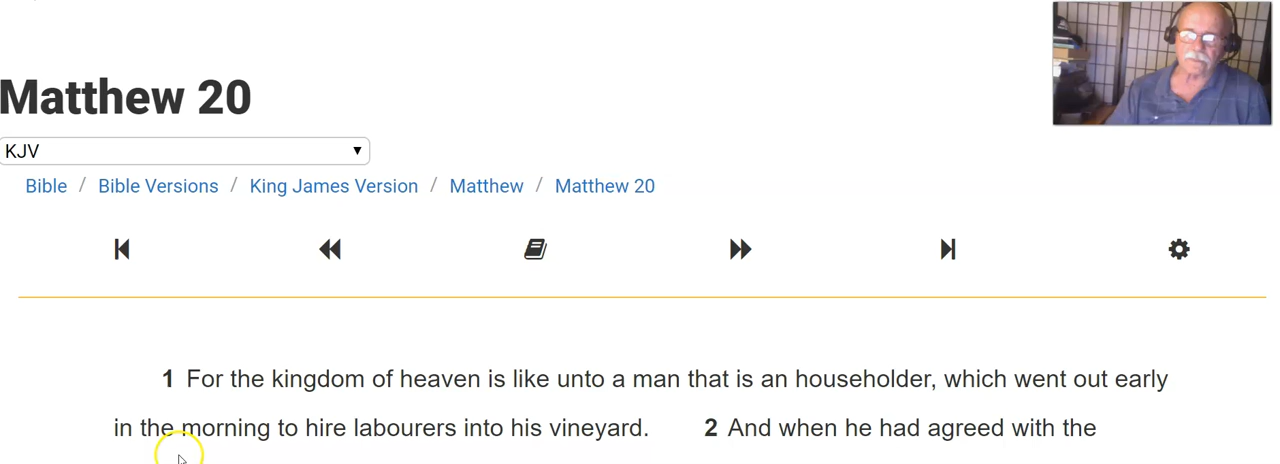 Matthew 20
KJV
Bible / Bible Versions / King James Version / Matthew / Matthew 20
1 For the kingdom of heaven is like unto a man that is an householder, which went out early
in the morning to hire labourers into his vineyard. 2 And when he had agreed with the